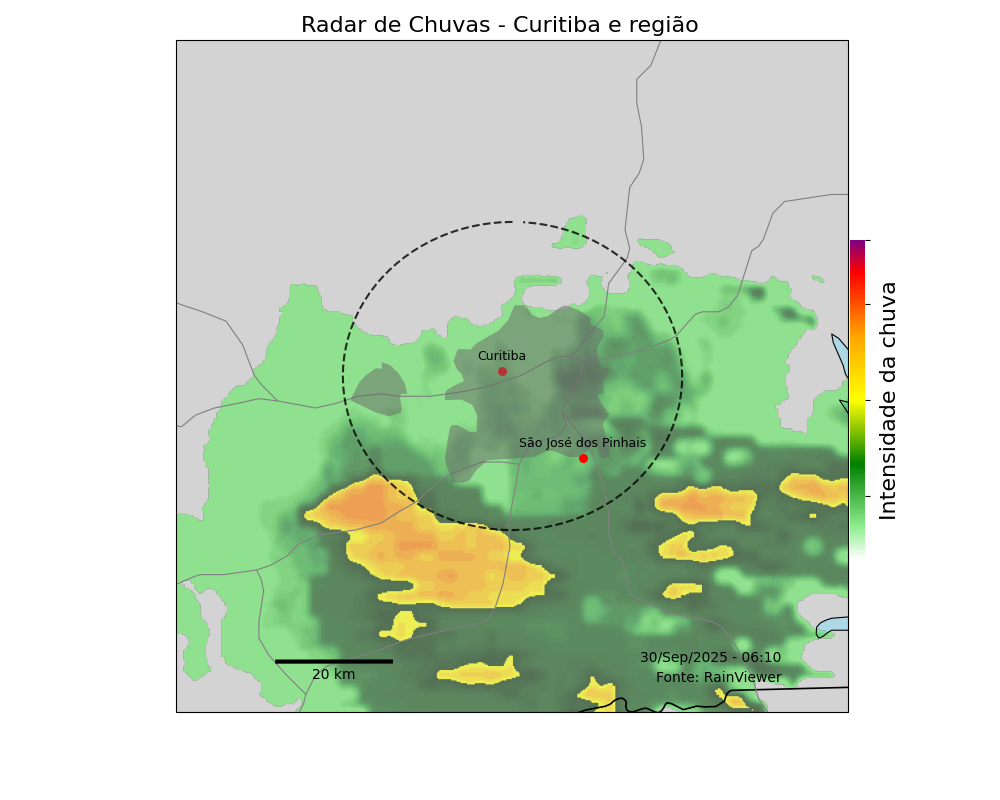 Radar de Chuvas - Curitiba e região
Curitiba
São José dos Pinhais
Intensidade da chuva
20 km
30/Sep/2025 - 06:10
Fonte: RainViewer